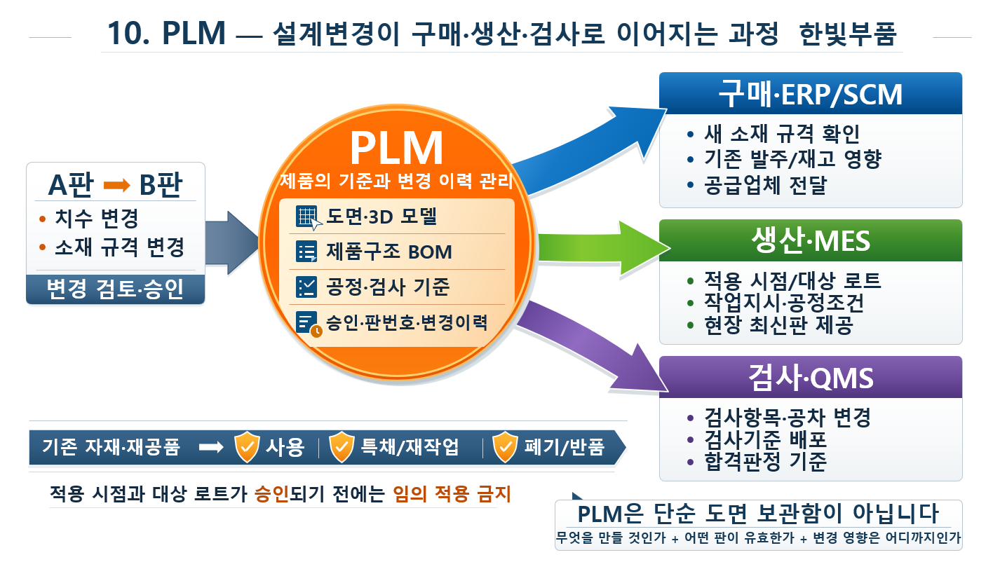 10. PLM — 설계변경이 구매·생산·검사로 이어지는 과정 한빛부품
A판 B판
• 치수 변경
• 소재 규격 변경
변경 검토·승인
PLM
제품의 기준과 변경 이력 관리
도면·3D 모델
제품구조 BOM
공정·검사 기준
승인·판번호·변경이력
구매·ERP/SCM
• 새 소재 규격 확인
• 기존 발주/재고 영향
• 공급업체 전달
생산·MES
• 적용 시점/대상 로트
• 작업지시·공정조건
• 현장 최신판 제공
검사·QMS
• 검사항목·공차 변경
• 검사기준 배포
• 합격판정 기준
기존 자재·재공품 사용 특채/재작업 폐기/반품
적용 시점과 대상 로트가 승인되기 전에는 임의 적용 금지
PLM은 단순 도면 보관함이 아닙니다
무엇을 만들 것인가 + 어떤 판이 유효한가 + 변경 영향은 어디까지인가